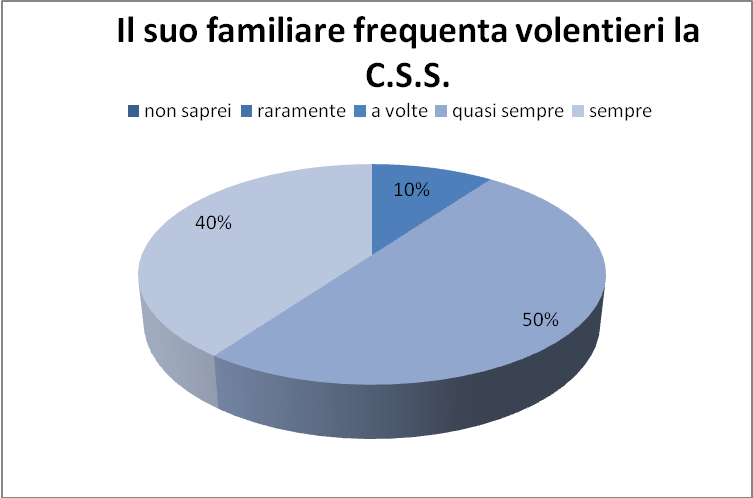 Il suo familiare frequenta volentieri la
C.S.S.
non saprei raramente a volte quasi sempre sempre
10%
40%
50%